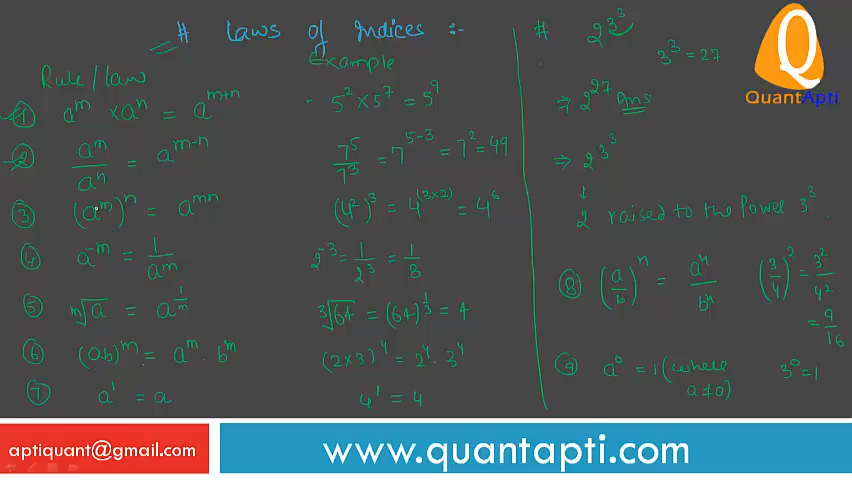 # Laws of Indices :-
Rule/law Example
① a^m × a^n = a^(m+n) 5^2 × 5^7 = 5^9
② a^m / a^n = a^(m-n) 7^5 / 7^3 = 7^(5-3) = 7^2 = 49
③ (a^m)^n = a^(mn) (4^2)^3 = 4^(3×2) = 4^6
④ a^-m = 1 / a^m 2^-3 = 1 / 2^3 = 1 / 8
⑤ m√a = a^(1/m) 3√64 = (64)^(1/3) = 4
⑥ (ab)^m = a^m . b^m (2×3)^4 = 2^4 . 3^4
⑦ a^1 = a 4^1 = 4
# 2^3^3
3^3 = 27
⇒ 2^27 Ans
⇒ 2^3^3
↓
2 raised to the Power 3^3.
⑧ (a/b)^n = a^n / b^n (3/4)^2 = 3^2 / 4^2
= 9 / 16
⑨ a^0 = 1 (where a ≠ 0) 3^0 = 1
Q
QuantApti
aptiquant@gmail.com
www.quantapti.com